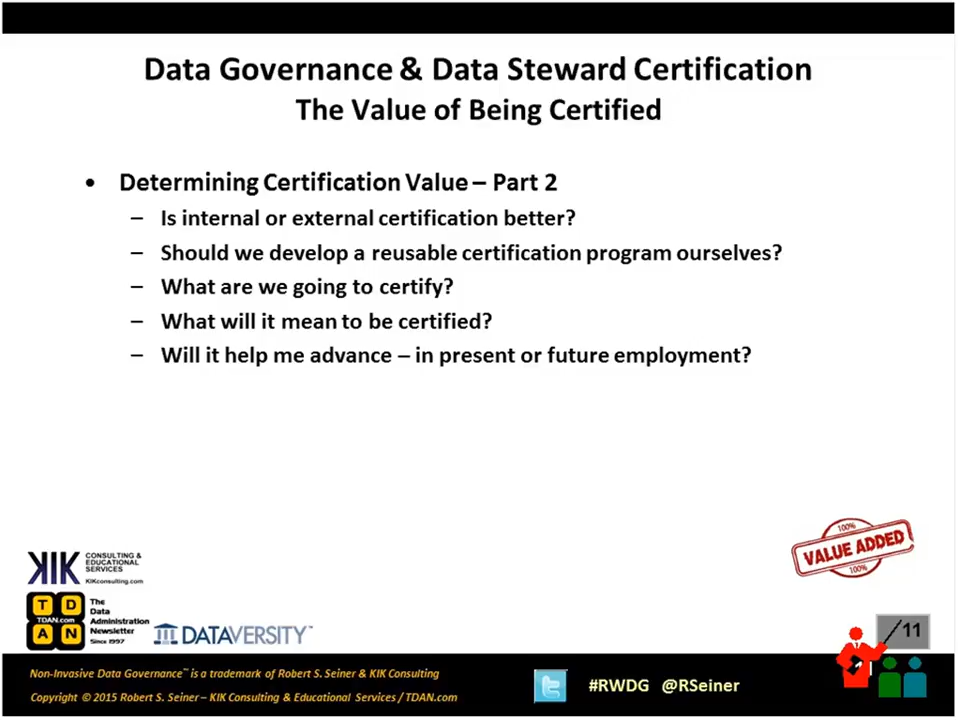 Data Governance & Data Steward Certification
The Value of Being Certified
• Determining Certification Value – Part 2
– Is internal or external certification better?
– Should we develop a reusable certification program ourselves?
– What are we going to certify?
– What will it mean to be certified?
– Will it help me advance – in present or future employment?
100%
VALUE ADDED
100%
KIK
CONSULTING &
EDUCATIONAL
SERVICES
KIKconsulting.com
T D
TDAN.com
A N
The
Data
Administration
Newsletter
Since 1997
DATAVERSITY™
/11
Non-Invasive Data Governance™ is a trademark of Robert S. Seiner & KIK Consulting
Copyright © 2015 Robert S. Seiner – KIK Consulting & Educational Services / TDAN.com
#RWDG @RSeiner